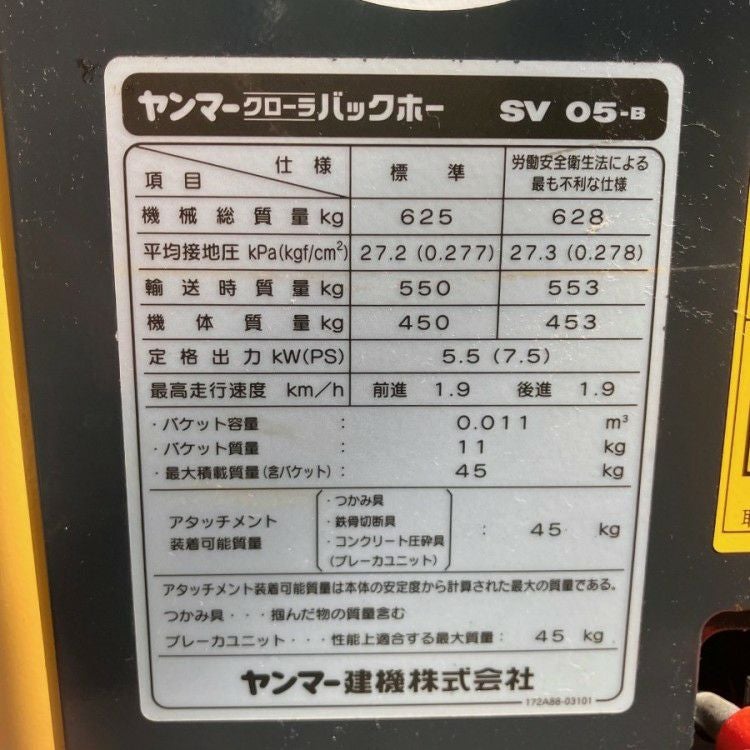 ヤンマークローラバックホー SV 05-B
仕様 標準 労働安全衛生法による
項目 最も不利な仕様
機械総質量 kg 625 628
平均接地圧 kPa(kgf/cm²) 27.2 (0.277) 27.3 (0.278)
輸送時質量 kg 550 553
機体質量 kg 450 453
定格出力 kW(PS) 5.5 (7.5)
最高走行速度 km/h 前進 1.9 後進 1.9
・バケット容量 : 0.011 m³
・バケット質量 : 11 kg
・最大積載質量(含バケット) : 45 kg
・つかみ具
アタッチメント ・鉄骨切断具
装着可能質量 ・コンクリート圧砕具 : 45 kg
(ブレーカユニット)
アタッチメント装着可能質量は本体の安定度から計算された最大の質量である。
つかみ具・・・掴んだ物の質量含む
ブレーカユニット・・・性能上適合する最大質量: 45 kg
ヤンマー建機株式会社
172A88-03101